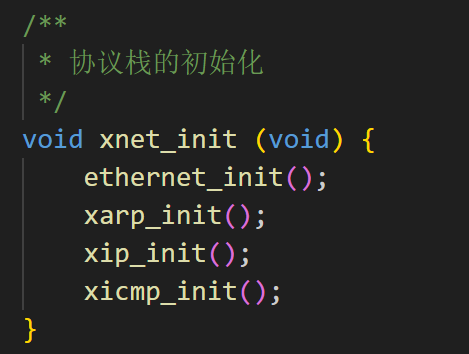 /**
 * 协议栈的初始化
 */
void xnet_init (void) {
    ethernet_init();
    xarp_init();
    xip_init();
    xicmp_init();
}